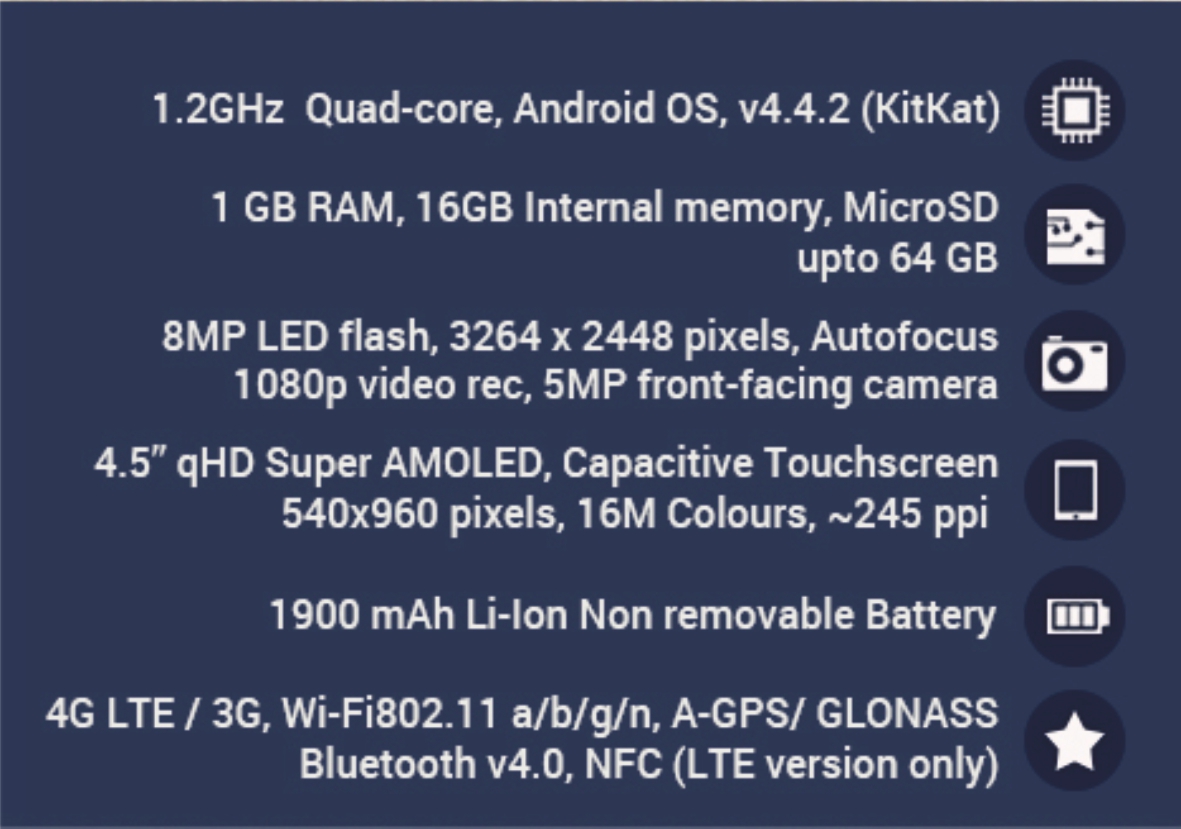 1.2GHz  Quad-core, Android OS, v4.4.2 (KitKat)
1 GB RAM, 16GB Internal memory, MicroSD
upto 64 GB
8MP LED flash, 3264 x 2448 pixels, Autofocus
1080p video rec, 5MP front-facing camera
4.5″ qHD Super AMOLED, Capacitive Touchscreen
540x960 pixels, 16M Colours, ~245 ppi
1900 mAh Li-Ion Non removable Battery
4G LTE / 3G, Wi-Fi802.11 a/b/g/n, A-GPS/ GLONASS
Bluetooth v4.0, NFC (LTE version only)